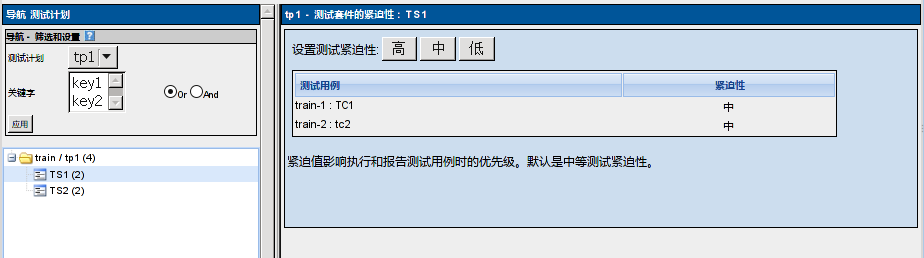 导航 测试计划
导航 - 筛选和设置 ?
测试计划 tp1
关键字 key1
key2
Or And
应用
train / tp1 (4)
TS1 (2)
TS2 (2)
tp1 - 测试套件的紧迫性 : TS1
设置测试紧迫性: 高 中 低
测试用例 紧迫性
train-1 : TC1 中
train-2 : tc2 中
紧迫值影响执行和报告测试用例时的优先级。默认是中等测试紧迫性。